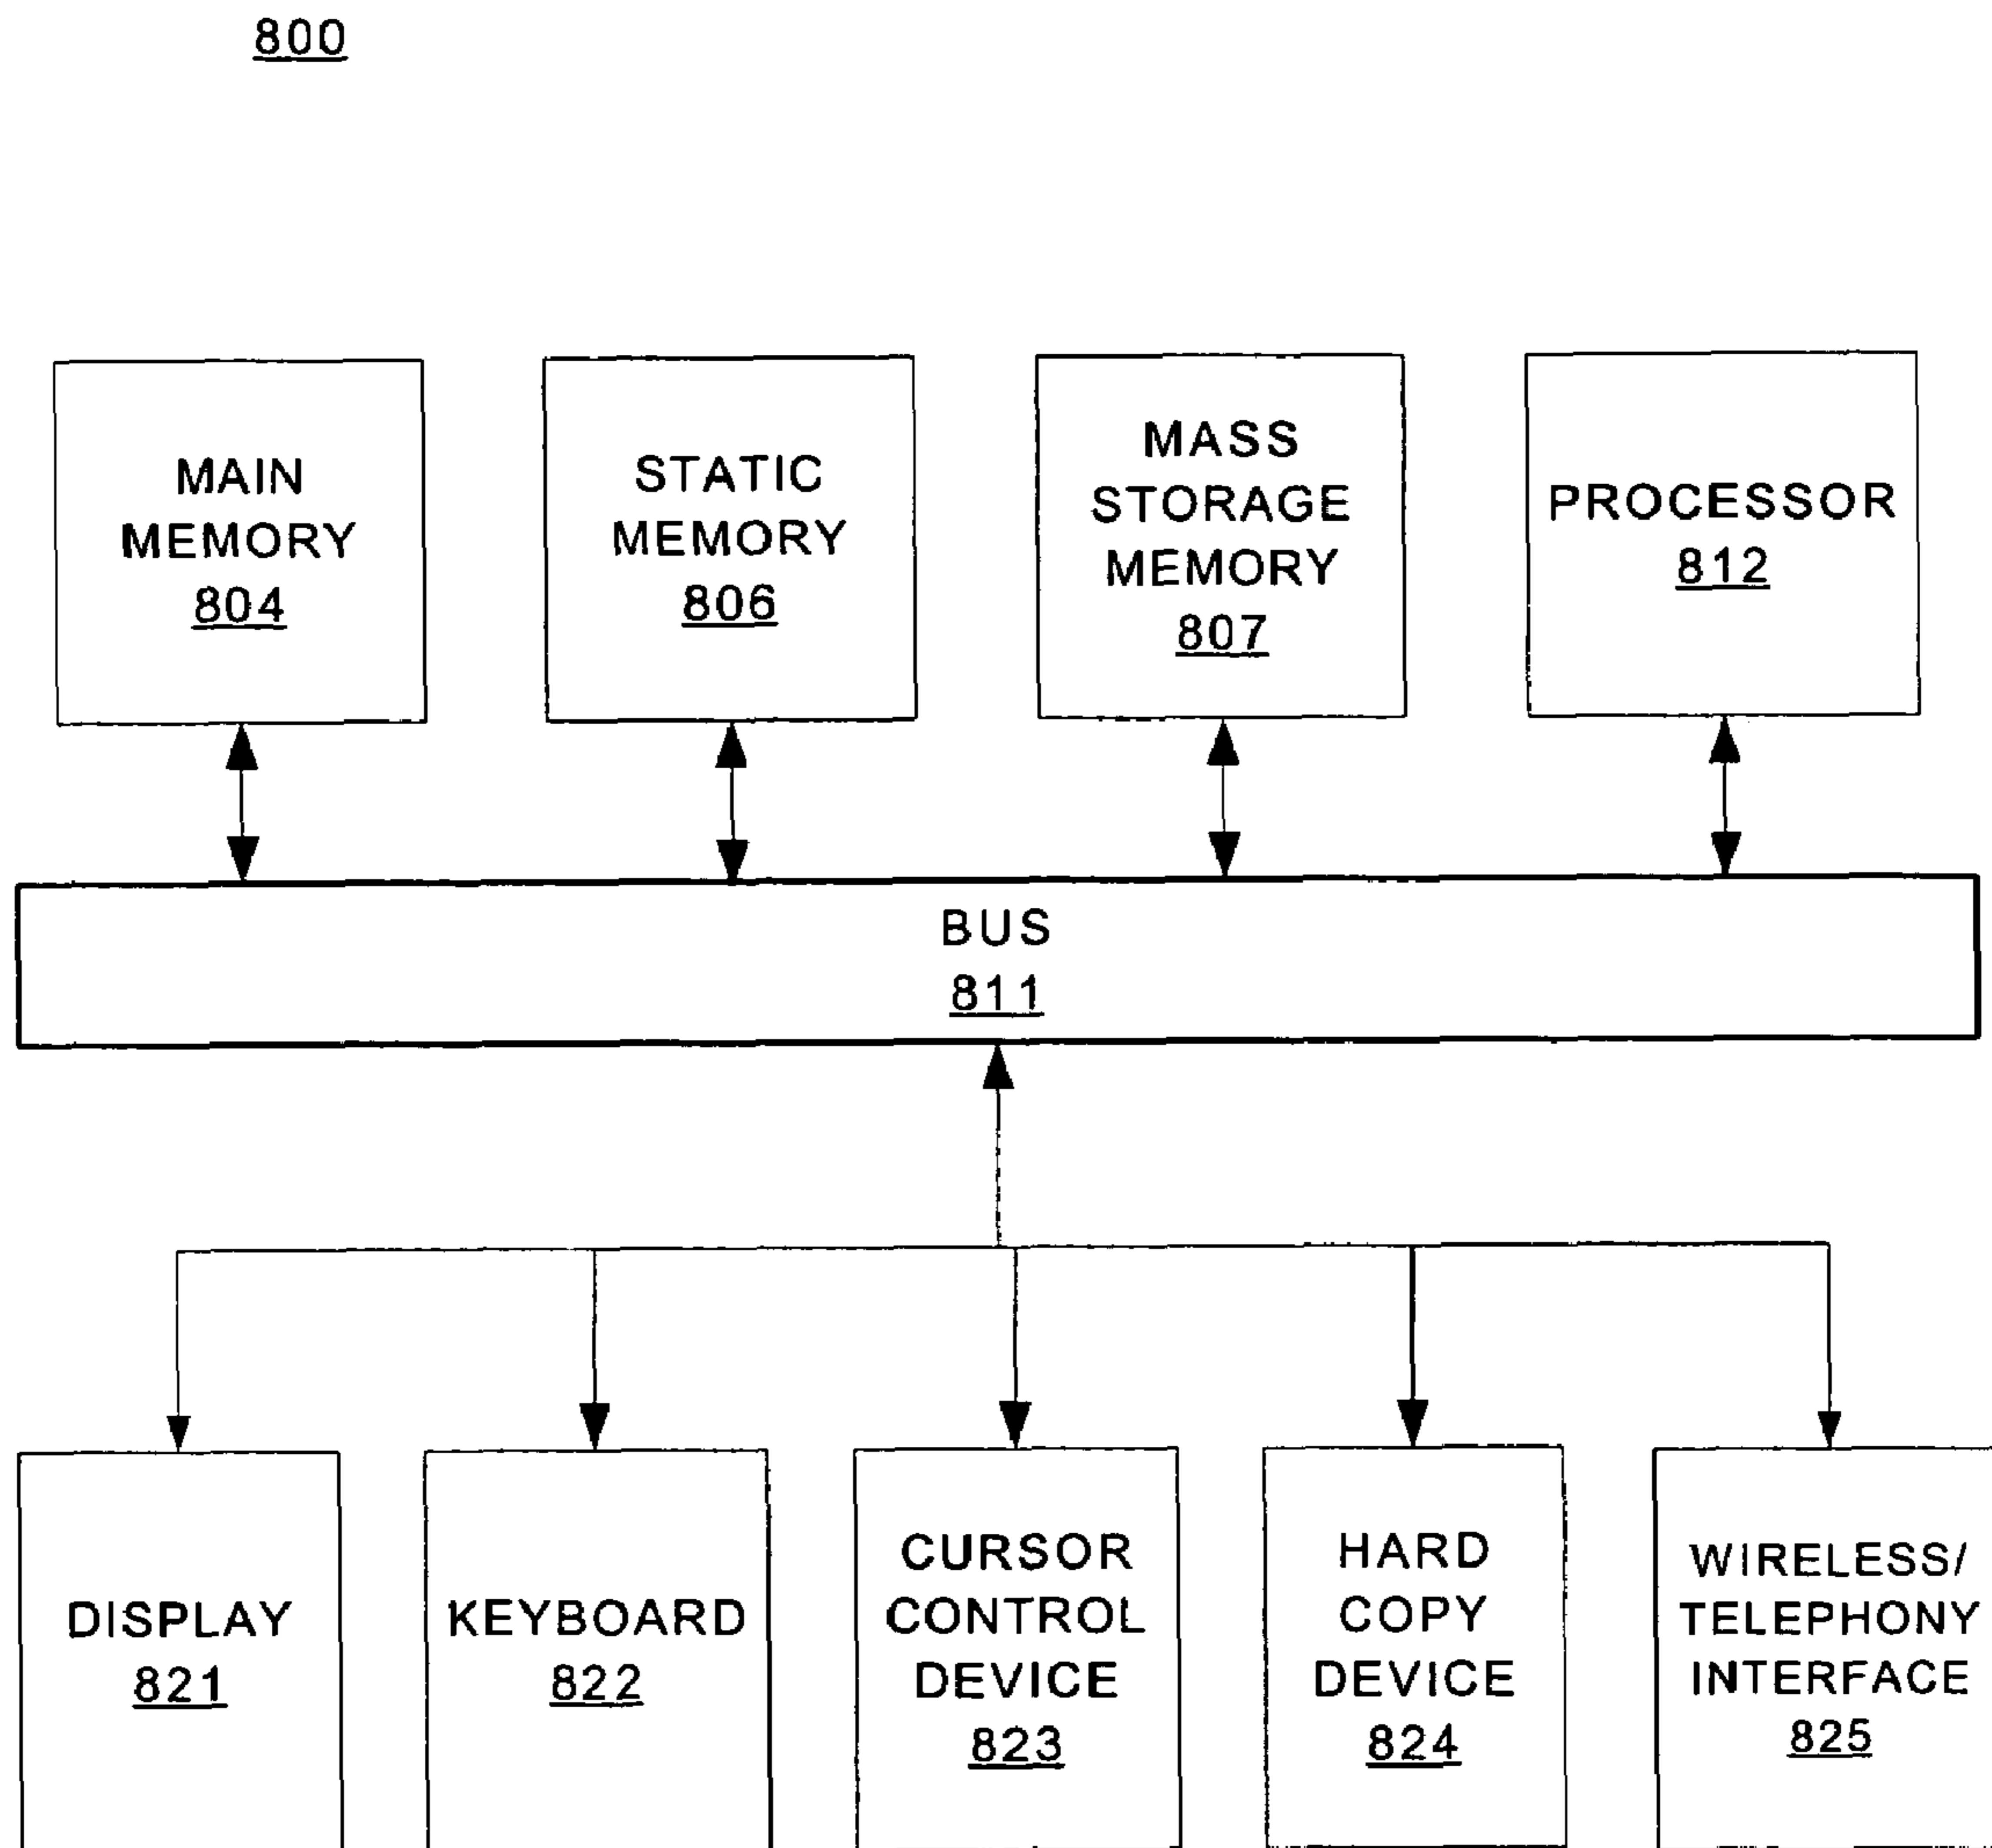 800
MAIN
MEMORY
804
STATIC
MEMORY
806
MASS
STORAGE
MEMORY
807
PROCESSOR
812
BUS
811
DISPLAY
821
KEYBOARD
822
CURSOR
CONTROL
DEVICE
823
HARD
COPY
DEVICE
824
WIRELESS/
TELEPHONY
INTERFACE
825